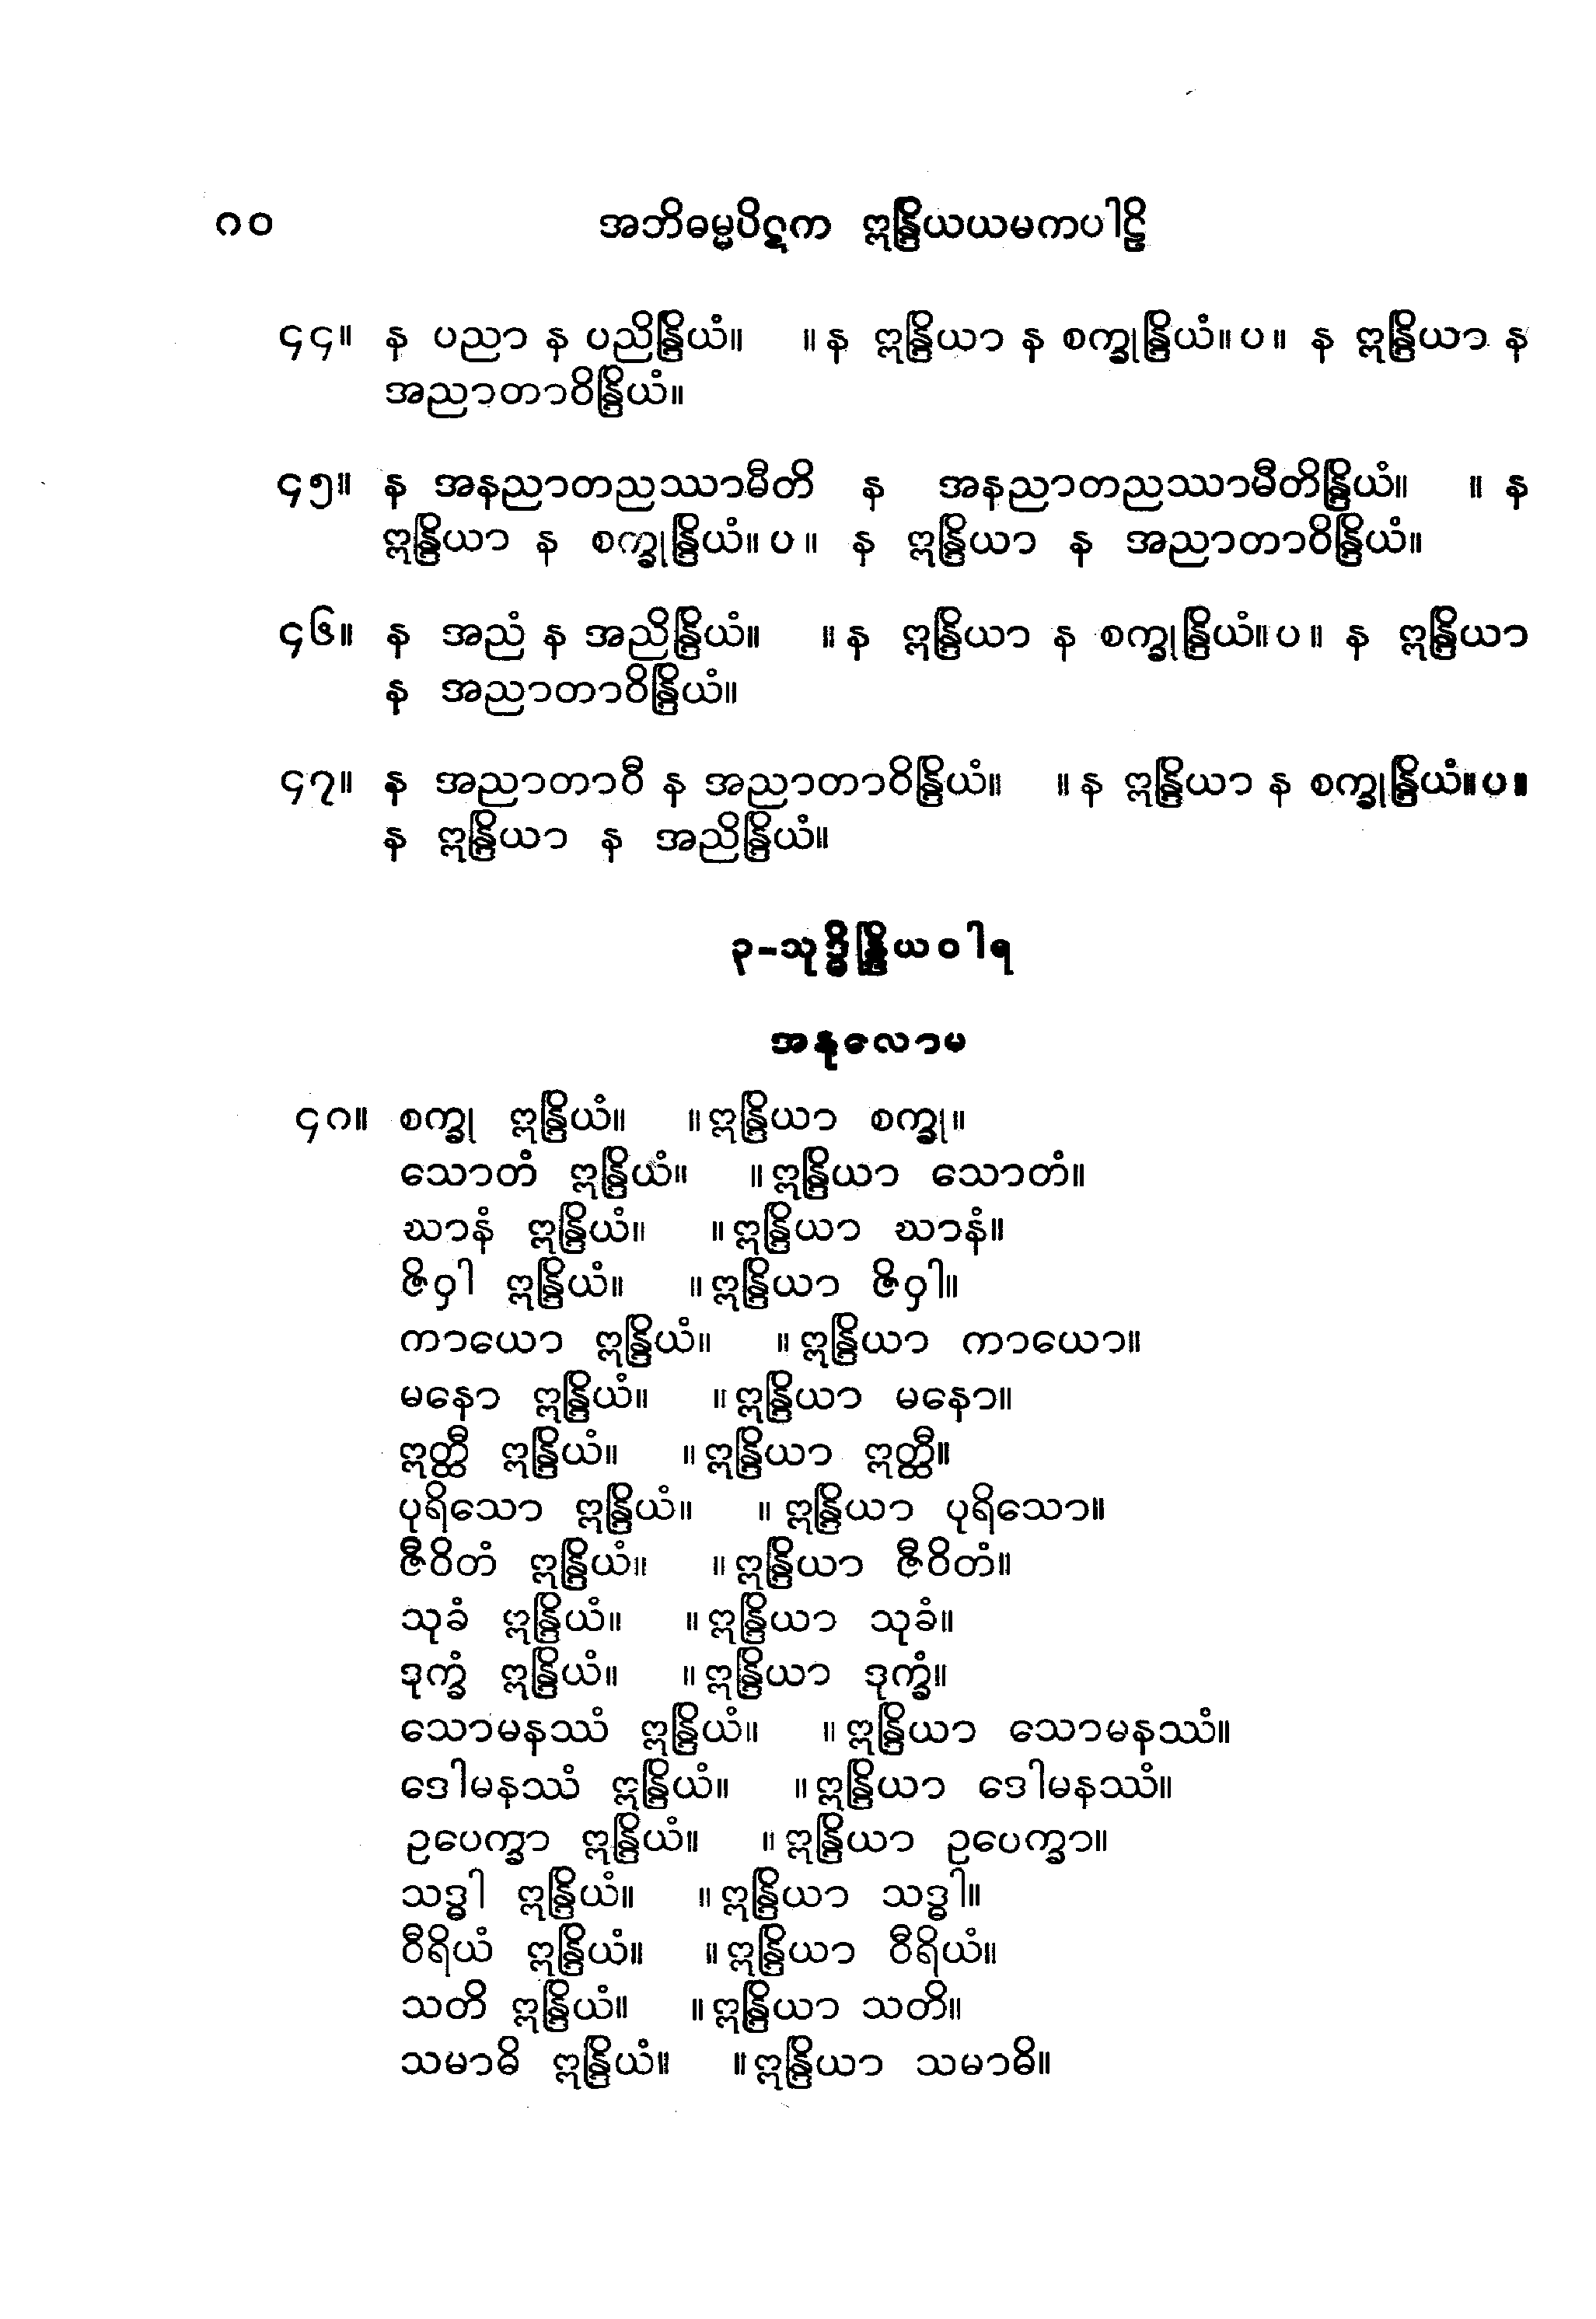 ၈၀ အဘိဓမ္မပိဋက ဣန္ဒြိယယမကပါဠိ
၄၄။ န ပညာ န ပညိန္ဒြိယံ။ ။န ဣန္ဒြိယာ န စက္ခုန္ဒြိယံ။ပ။ န ဣန္ဒြိယာ န
အညာတာဝိန္ဒြိယံ။
၄၅။ န အနညာတညဿာမီတိ န အနညာတညဿာမီတိန္ဒြိယံ။ ။ န
ဣန္ဒြိယာ န စက္ခုန္ဒြိယံ။ပ။ န ဣန္ဒြိယာ န အညာတာဝိန္ဒြိယံ။
၄၆။ န အညံ န အညိန္ဒြိယံ။ ။န ဣန္ဒြိယာ န စက္ခုန္ဒြိယံ။ပ။ န ဣန္ဒြိယာ
န အညာတာဝိန္ဒြိယံ။
၄၇။ န အညာတာဝီ န အညာတာဝိန္ဒြိယံ။ ။န ဣန္ဒြိယာ န စက္ခုန္ဒြိယံ။ပ။
န ဣန္ဒြိယာ န အညိန္ဒြိယံ။
၃-သုဒ္ဓိန္ဒြိယဝါရ
အနုလောမ
၄၈။ စက္ခု ဣန္ဒြိယံ။ ။ဣန္ဒြိယာ စက္ခု။
သောတံ ဣန္ဒြိယံ။ ။ဣန္ဒြိယာ သောတံ။
ဃာနံ ဣန္ဒြိယံ။ ။ဣန္ဒြိယာ ဃာနံ။
ဇိဝှါ ဣန္ဒြိယံ။ ။ဣန္ဒြိယာ ဇိဝှါ။
ကာယော ဣန္ဒြိယံ။ ။ဣန္ဒြိယာ ကာယော။
မနော ဣန္ဒြိယံ။ ။ဣန္ဒြိယာ မနော။
ဣတ္ထီ ဣန္ဒြိယံ။ ။ဣန္ဒြိယာ ဣတ္ထီ။
ပုရိသော ဣန္ဒြိယံ။ ။ဣန္ဒြိယာ ပုရိသော။
ဇီဝိတံ ဣန္ဒြိယံ။ ။ဣန္ဒြိယာ ဇီဝိတံ။
သုခံ ဣန္ဒြိယံ။ ။ဣန္ဒြိယာ သုခံ။
ဒုက္ခံ ဣန္ဒြိယံ။ ။ဣန္ဒြိယာ ဒုက္ခံ။
သောမနဿံ ဣန္ဒြိယံ။ ။ဣန္ဒြိယာ သောမနဿံ။
ဒေါမနဿံ ဣန္ဒြိယံ။ ။ဣန္ဒြိယာ ဒေါမနဿံ။
ဥပေက္ခာ ဣန္ဒြိယံ။ ။ဣန္ဒြိယာ ဥပေက္ခာ။
သဒ္ဓါ ဣန္ဒြိယံ။ ။ဣန္ဒြိယာ သဒ္ဓါ။
ဝီရိယံ ဣန္ဒြိယံ။ ။ဣန္ဒြိယာ ဝီရိယံ။
သတိ ဣန္ဒြိယံ။ ။ဣန္ဒြိယာ သတိ။
သမာဓိ ဣန္ဒြိယံ။ ။ဣန္ဒြိယာ သမာဓိ။